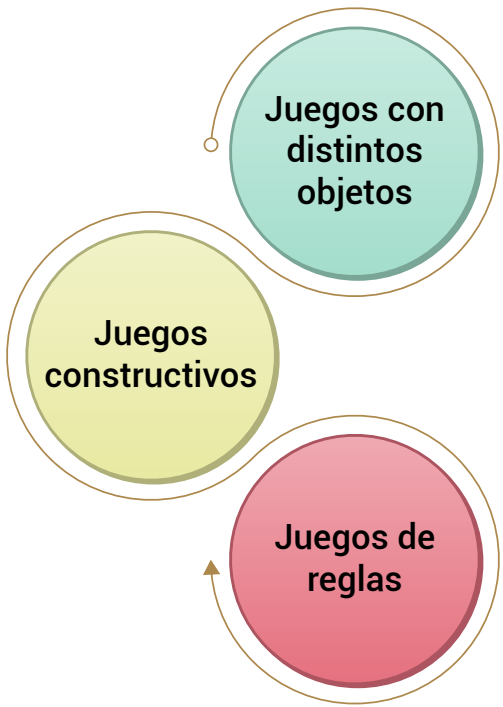 Juegos con
distintos
objetos
Juegos
constructivos
Juegos de
reglas